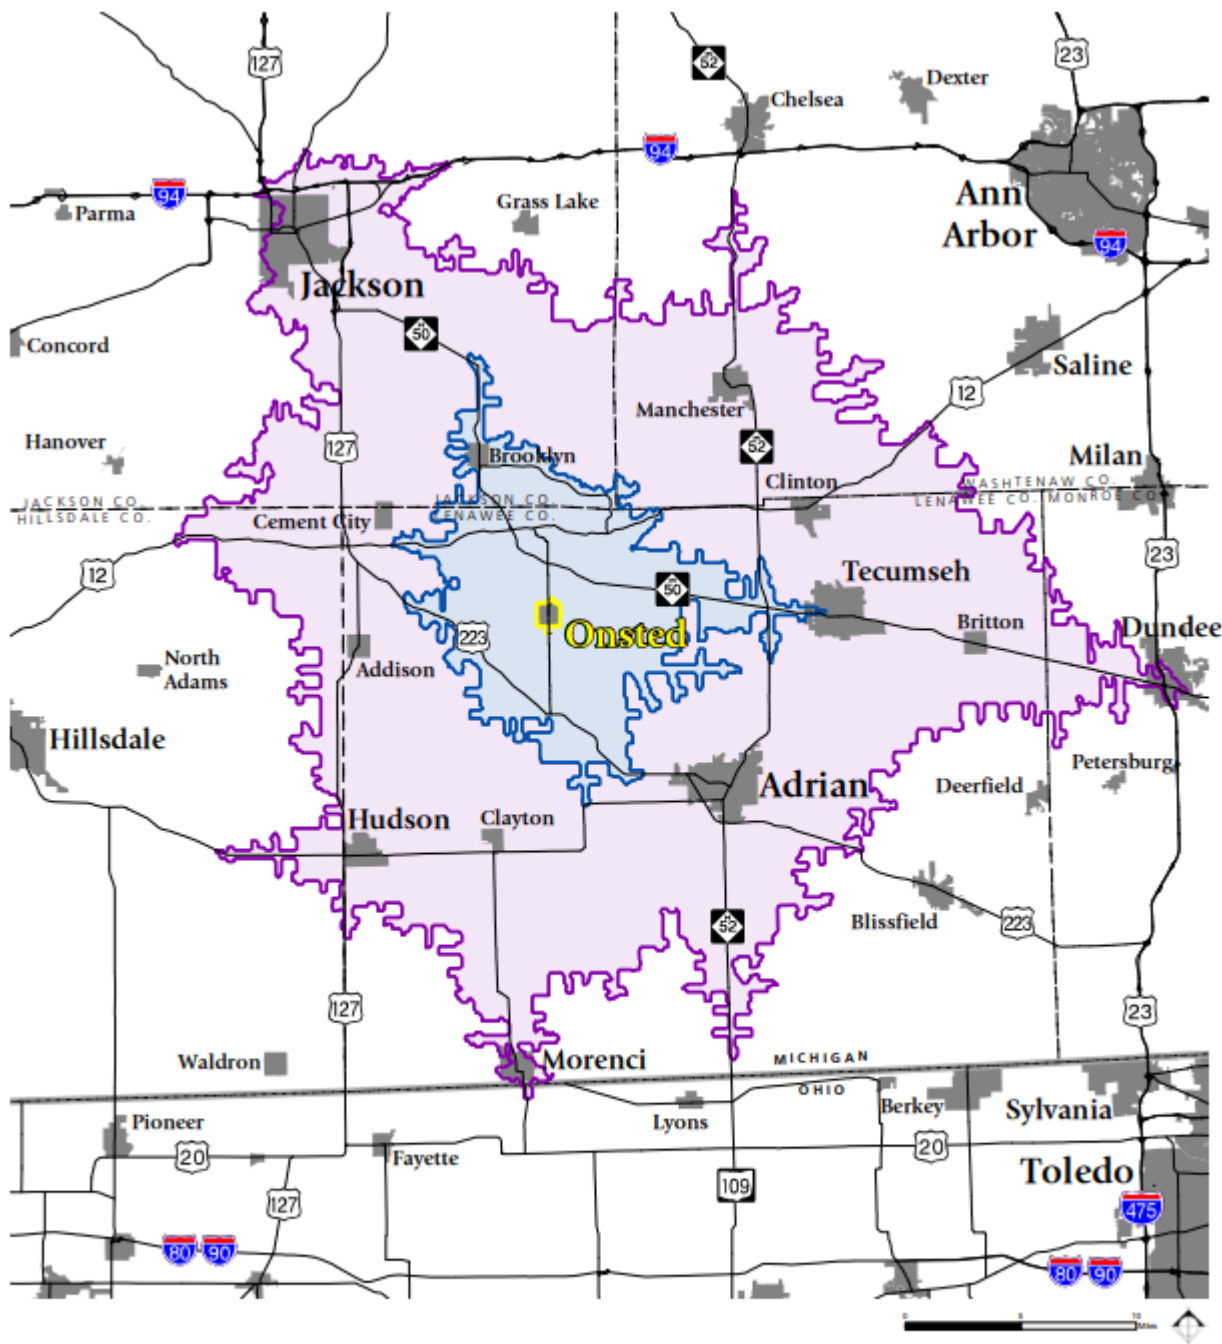 127
52
23
Dexter
Chelsea
94
94
Parma
Grass Lake
Ann
Arbor
94
Jackson
M
50
Concord
Saline
12
Manchester
Hanover
127
Brooklyn
M
52
Milan
Clinton
WASHTENAW CO.
JACKSON CO.
HILLSDALE CO.
JACKSON CO.
LENAWEE CO.
LENAWEE CO.
MONROE CO.
Cement City
12
23
Tecumseh
M
50
Onsted
223
Britton
Dundee
North
Adams
Addison
Hillsdale
Petersburg
Adrian
Deerfield
Hudson
Clayton
Blissfield
223
M
52
127
23
Waldron
Morenci
MICHIGAN
OHIO
Berkey
Sylvania
Pioneer
Lyons
20
Fayette
20
Toledo
127
109
475
80
90
80
90
0
5
10
Miles